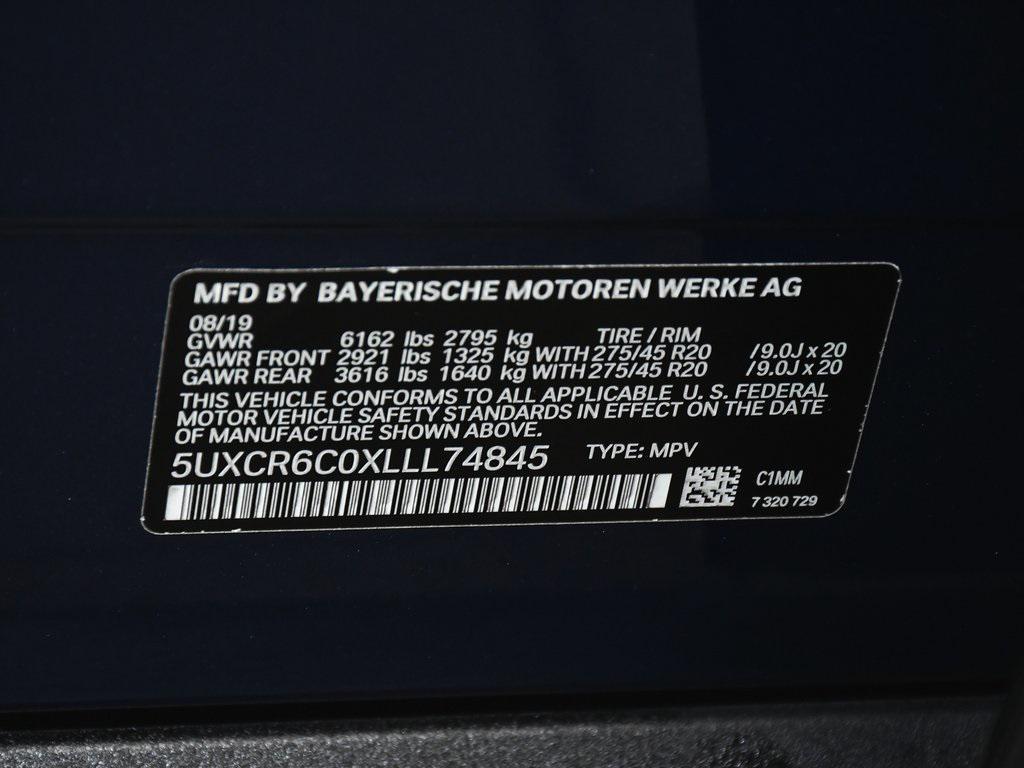 MFD BY BAYERISCHE MOTOREN WERKE AG
08/19
GVWR 6162 lbs 2795 kg TIRE / RIM
GAWR FRONT 2921 lbs 1325 kg WITH 275/45 R20 /9.0J x 20
GAWR REAR 3616 lbs 1640 kg WITH 275/45 R20 /9.0J x 20
THIS VEHICLE CONFORMS TO ALL APPLICABLE U. S. FEDERAL
MOTOR VEHICLE SAFETY STANDARDS IN EFFECT ON THE DATE
OF MANUFACTURE SHOWN ABOVE.
5UXCR6C0XLLL74845 TYPE: MPV
C1MM
7 320 729